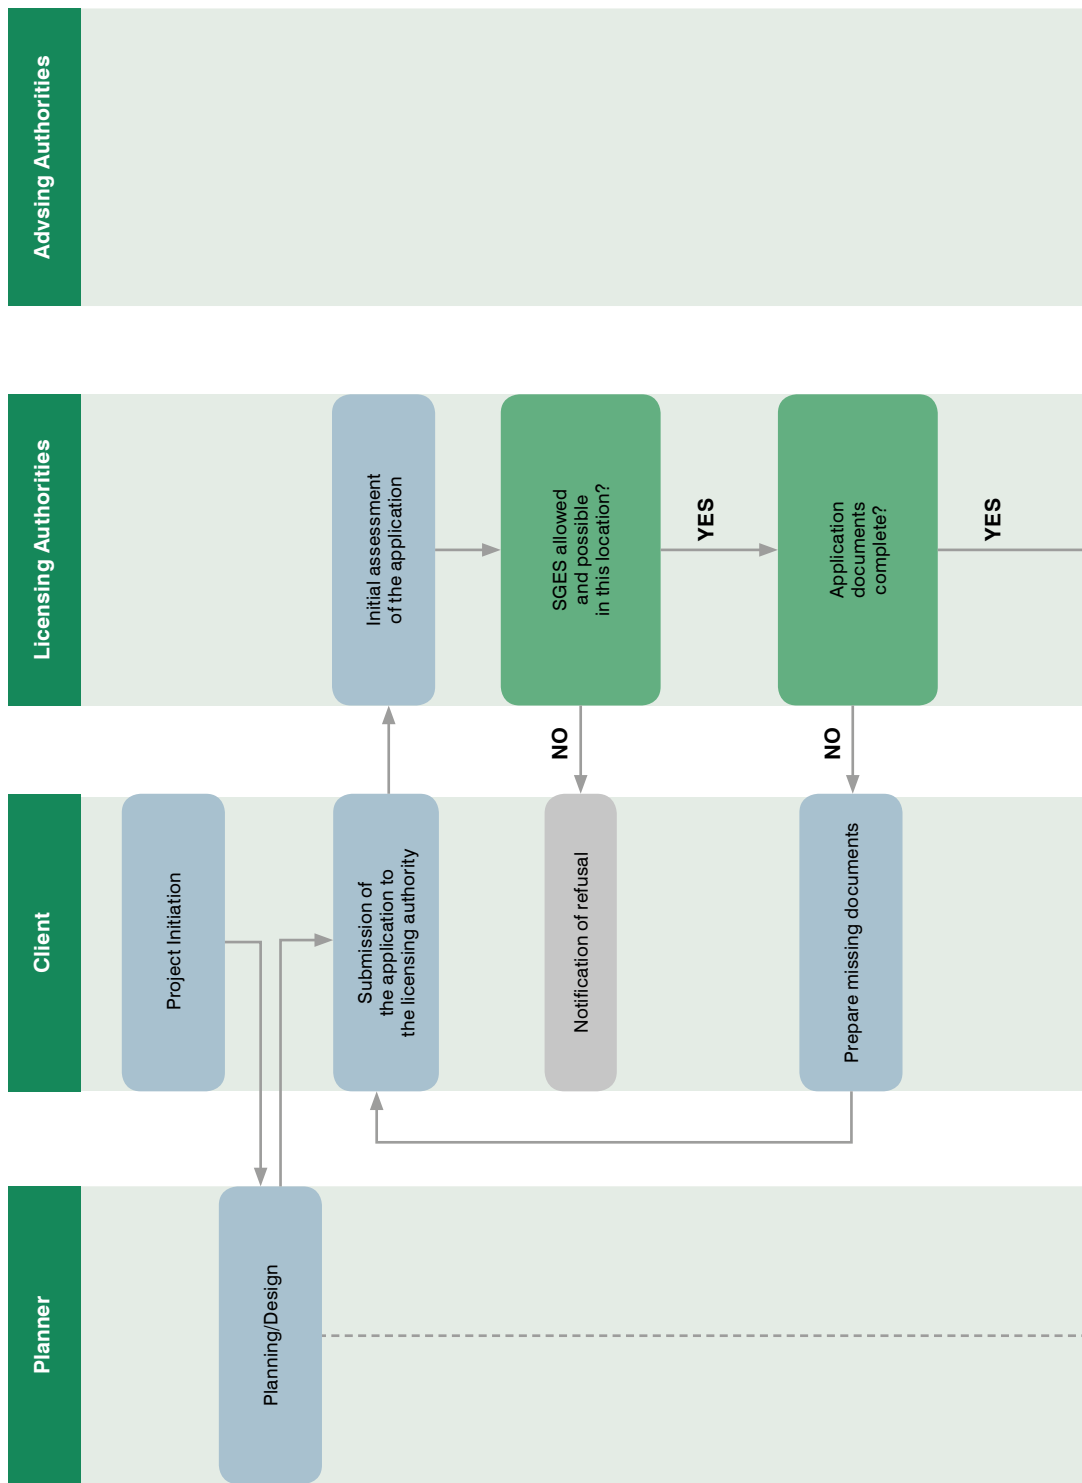 Advsing Authorities
Licensing Authorities
Initial assessment
of the application
SGES allowed
and possible
in this location?
YES
Application
documents
complete?
YES
NO
NO
Client
Project Initiation
Submission of
the application to
the licensing authority
Notification of refusal
Prepare missing documents
Planner
Planning/Design